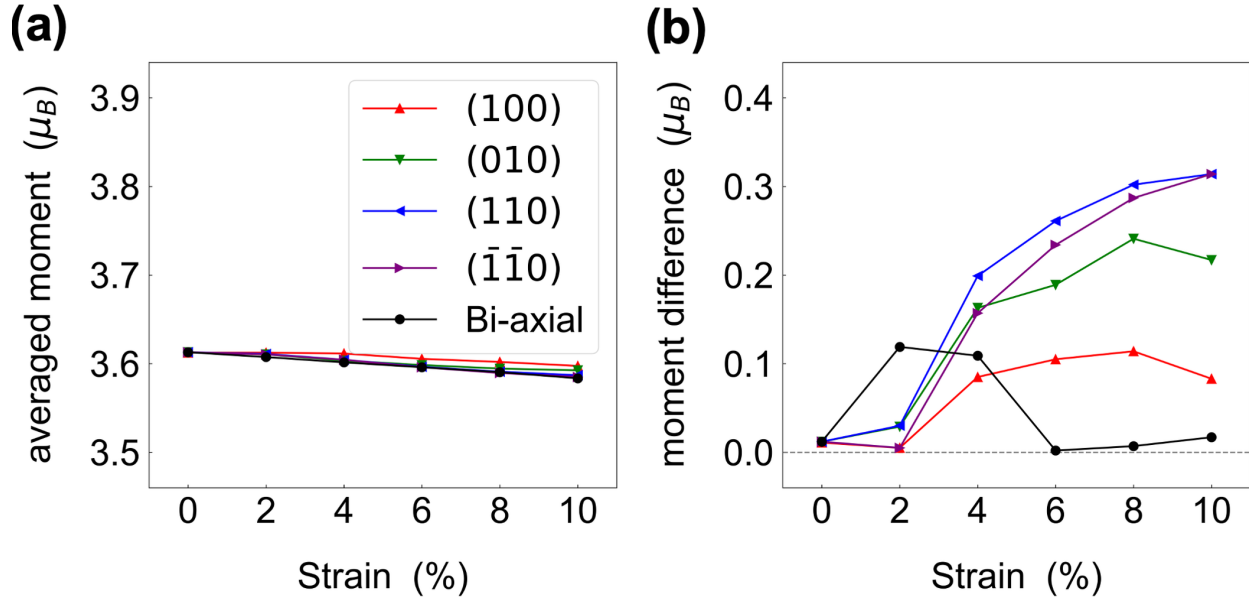 (a)
averaged moment (μ_B)
3.9
3.8
3.7
3.6
3.5
(100)
(010)
(110)
(1̄1̄0)
Bi-axial
0 2 4 6 8 10
Strain (%)
(b)
moment difference (μ_B)
0.4
0.3
0.2
0.1
0.0
0 2 4 6 8 10
Strain (%)